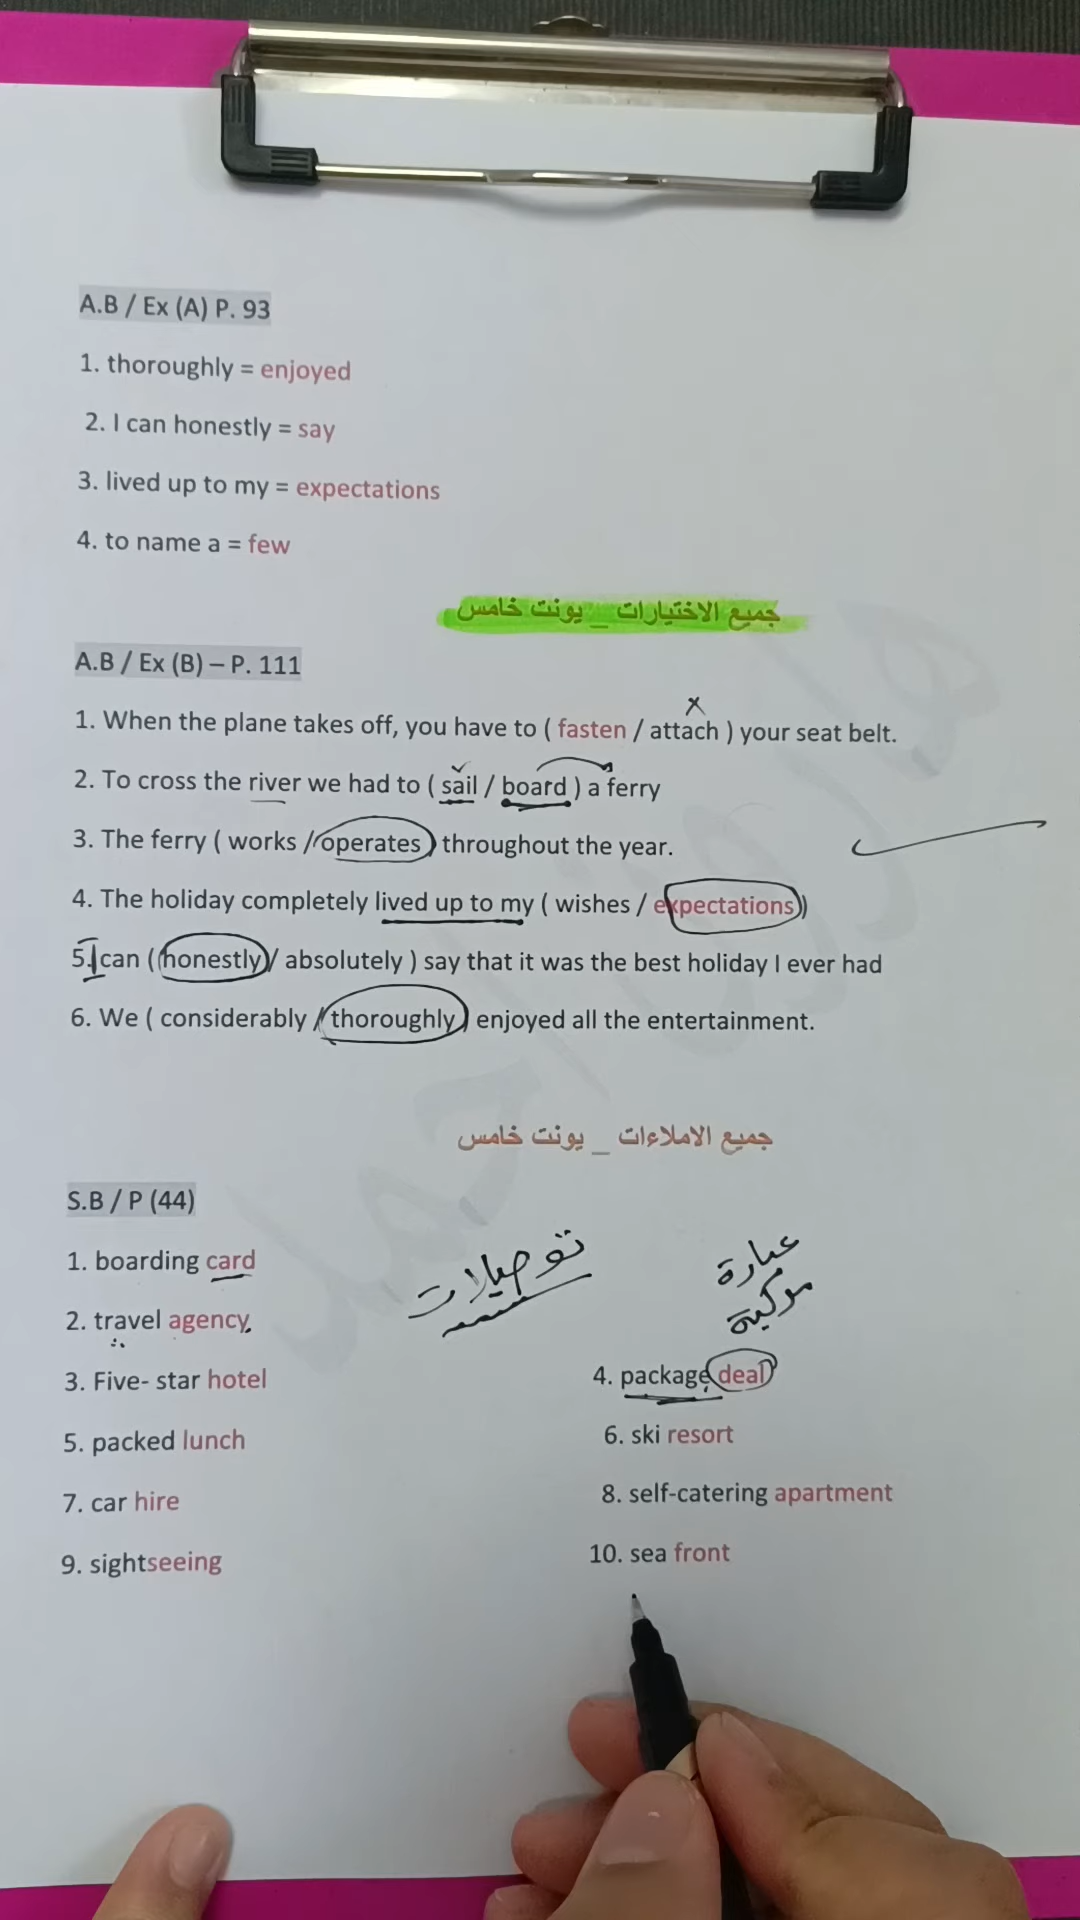 A.B / Ex (A) P. 93
1. thoroughly = enjoyed
2. I can honestly = say
3. lived up to my = expectations
4. to name a = few
جميع الاختيارات _ يونت خامس
A.B / Ex (B) – P. 111
1. When the plane takes off, you have to ( fasten / attach ) your seat belt.
2. To cross the river we had to ( sail / board ) a ferry
3. The ferry ( works / operates ) throughout the year.
4. The holiday completely lived up to my ( wishes / expectations )
5. I can ( honestly / absolutely ) say that it was the best holiday I ever had
6. We ( considerably / thoroughly ) enjoyed all the entertainment.
جميع الاملاءات _ يونت خامس
S.B / P (44)
1. boarding card
توصيلات
عبارة
مركبة
2. travel agency.
3. Five- star hotel
4. package deal
5. packed lunch
6. ski resort
7. car hire
8. self-catering apartment
9. sightseeing
10. sea front